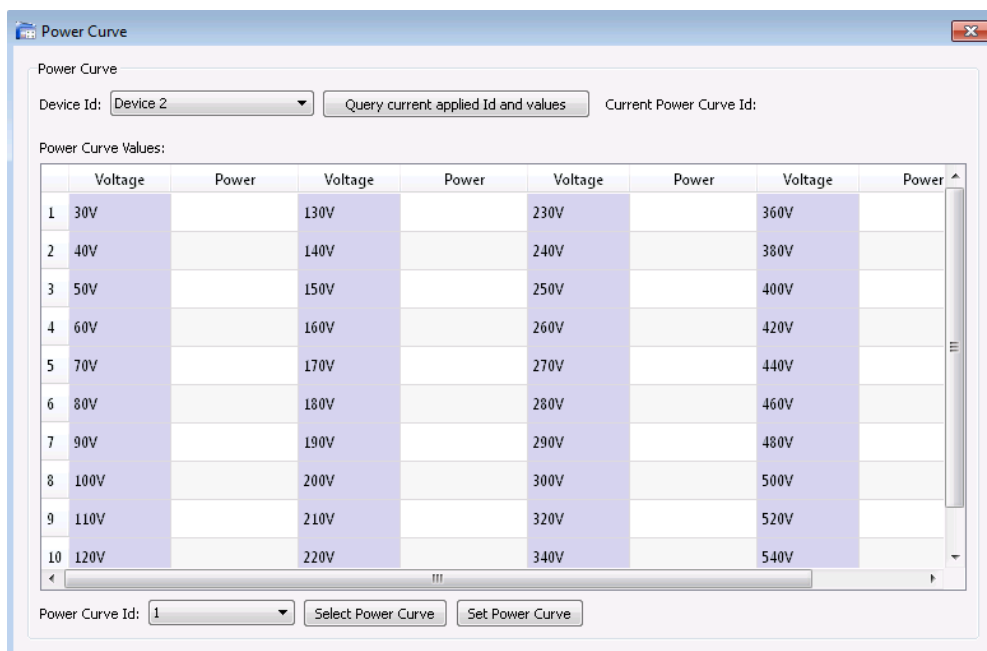 Power Curve
Power Curve
Device Id: Device 2 Query current applied Id and values Current Power Curve Id:
Power Curve Values:
Voltage Power Voltage Power Voltage Power Voltage Power
1 30V 130V 230V 360V
2 40V 140V 240V 380V
3 50V 150V 250V 400V
4 60V 160V 260V 420V
5 70V 170V 270V 440V
6 80V 180V 280V 460V
7 90V 190V 290V 480V
8 100V 200V 300V 500V
9 110V 210V 320V 520V
10 120V 220V 340V 540V
Power Curve Id: 1 Select Power Curve Set Power Curve